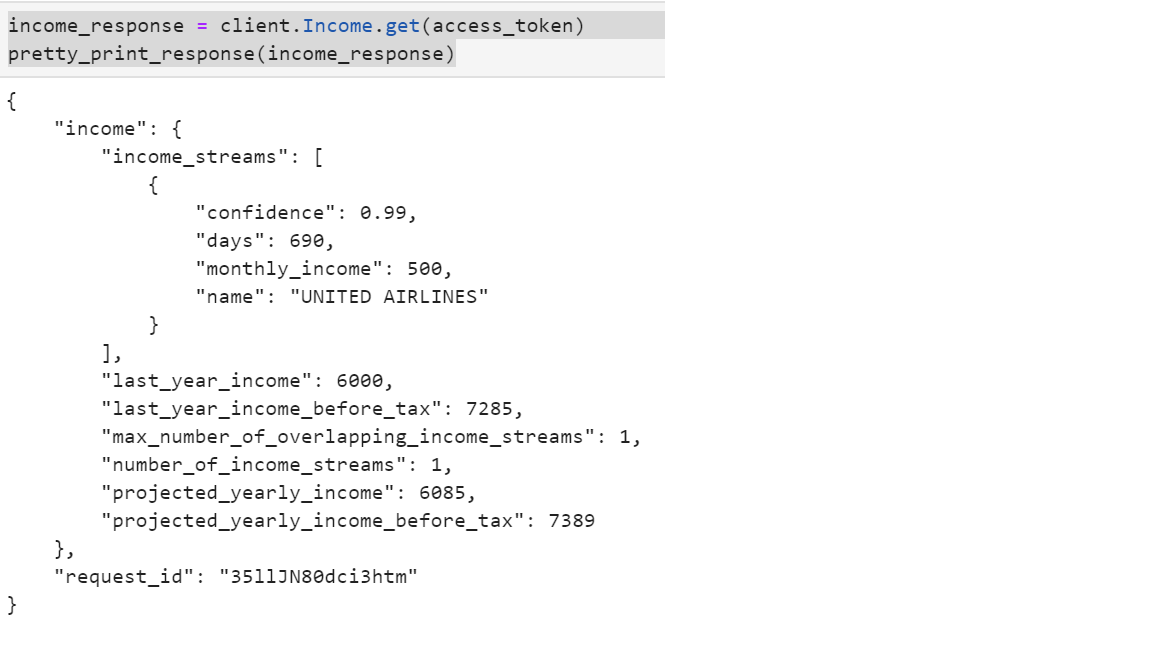 income_response = client.Income.get(access_token)
pretty_print_response(income_response)
{
    "income": {
        "income_streams": [
            {
                "confidence": 0.99,
                "days": 690,
                "monthly_income": 500,
                "name": "UNITED AIRLINES"
            }
        ],
        "last_year_income": 6000,
        "last_year_income_before_tax": 7285,
        "max_number_of_overlapping_income_streams": 1,
        "number_of_income_streams": 1,
        "projected_yearly_income": 6085,
        "projected_yearly_income_before_tax": 7389
    },
    "request_id": "35llJN80dci3htm"
}